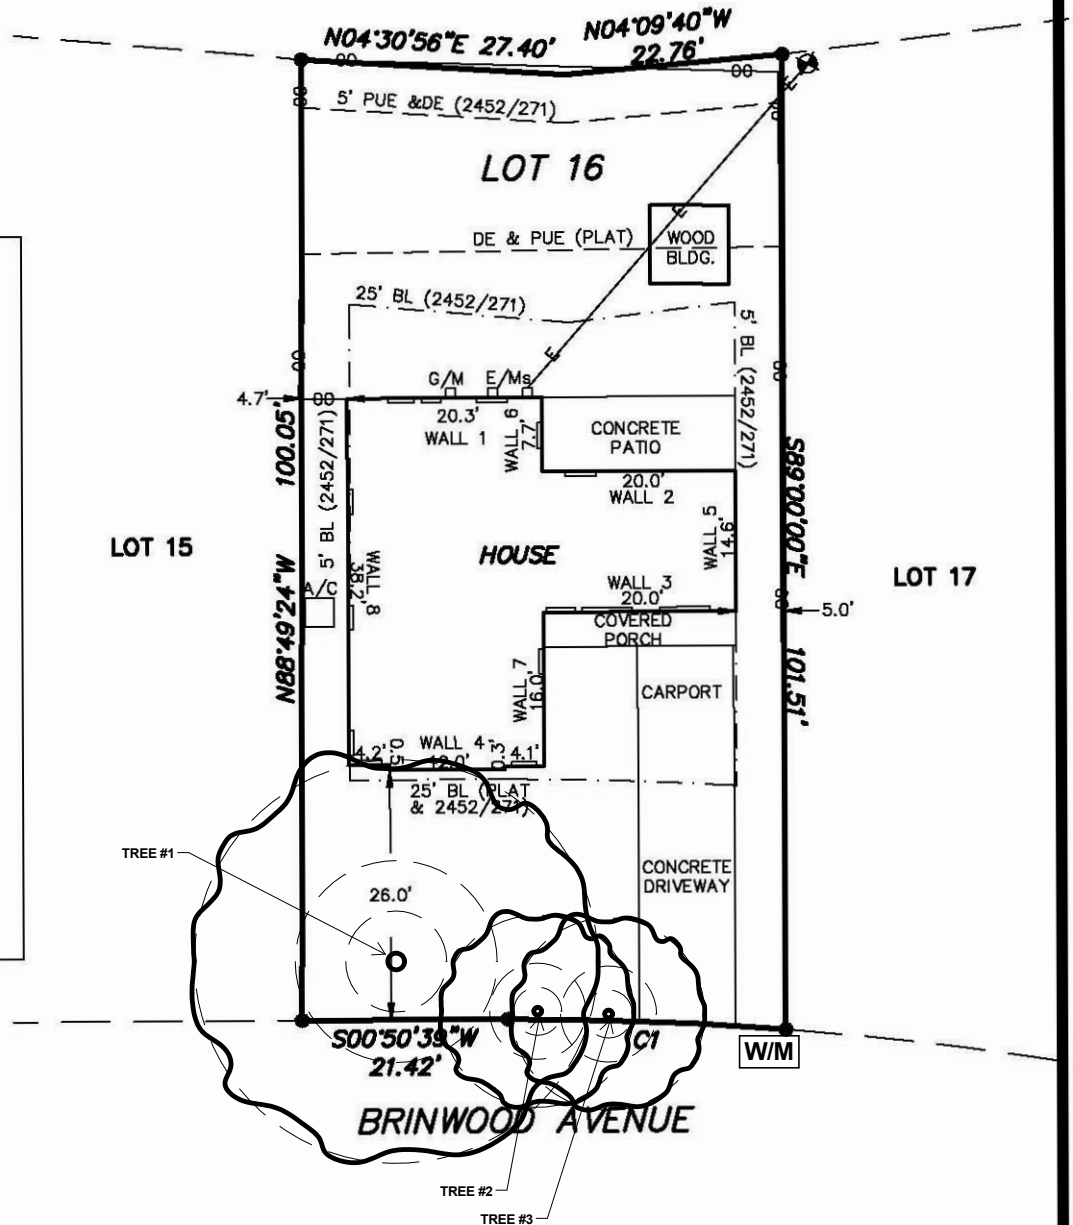 N04°30'56"E 27.40'
N04°09'40"W
22.76'
5' PUE &DE (2452/271)
LOT 16
E
E
DE & PUE (PLAT)
WOOD
BLDG.
25' BL (2452/271)
5' BL (2452/271)
E
G/M
E/Ms
4.7'
20.3'
WALL 1
WALL 6
7.7'
CONCRETE
PATIO
20.0'
WALL 2
N88°49'24"W 100.05'
5' BL (2452/271)
S89°00'00"E 101.51'
LOT 15
HOUSE
WALL 5
14.6'
LOT 17
A/C
WALL 8
38.2'
WALL 3
20.0'
5.0'
COVERED
PORCH
WALL 7
16.0'
CARPORT
4.2'
0.5'
WALL 4
12.0'
0.3'
4.1'
25' BL (PLAT
& 2452/271)
TREE #1
26.0'
CONCRETE
DRIVEWAY
S00°50'39"W
21.42'
C1
W/M
BRINWOOD AVENUE
TREE #2
TREE #3